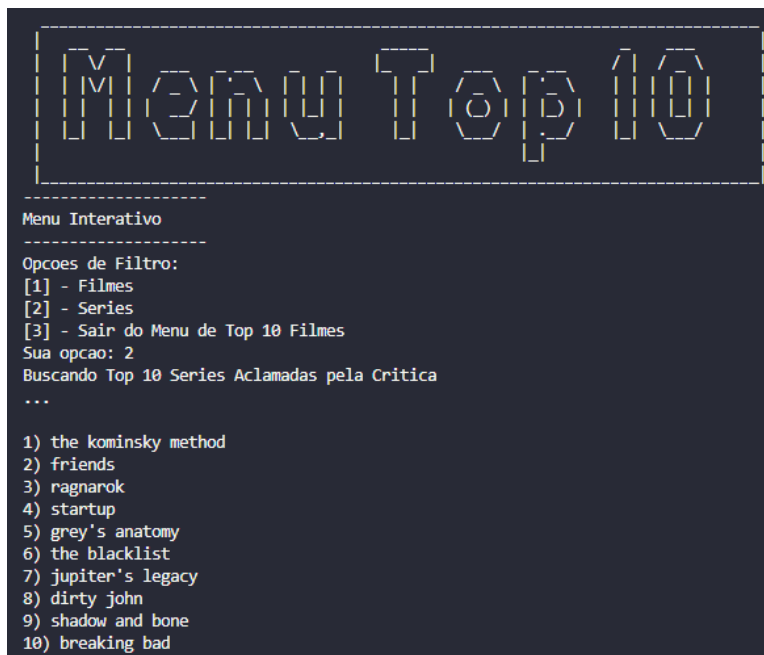 Menu Top 10
--------------------
Menu Interativo
--------------------
Opcoes de Filtro:
[1] - Filmes
[2] - Series
[3] - Sair do Menu de Top 10 Filmes
Sua opcao: 2
Buscando Top 10 Series Aclamadas pela Critica
...
1) the kominsky method
2) friends
3) ragnarok
4) startup
5) grey's anatomy
6) the blacklist
7) jupiter's legacy
8) dirty john
9) shadow and bone
10) breaking bad